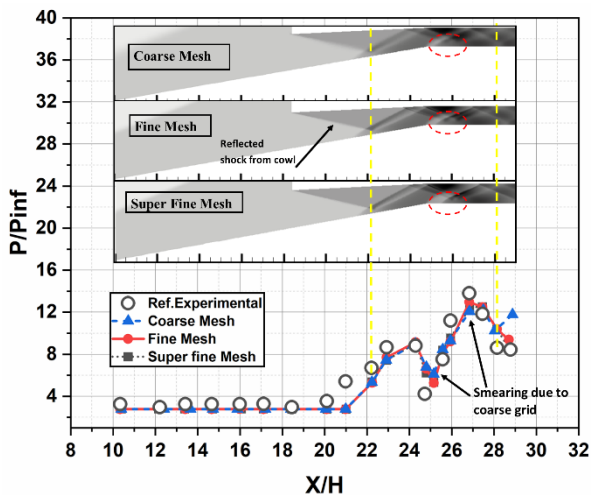 P/Pinf
40
36
32
28
24
20
16
12
8
4
Coarse Mesh
Fine Mesh
Reflected
shock from cowl
Super Fine Mesh
Ref.Experimental
Coarse Mesh
Fine Mesh
Super fine Mesh
Smearing due to
coarse grid
8 10 12 14 16 18 20 22 24 26 28 30 32
X/H